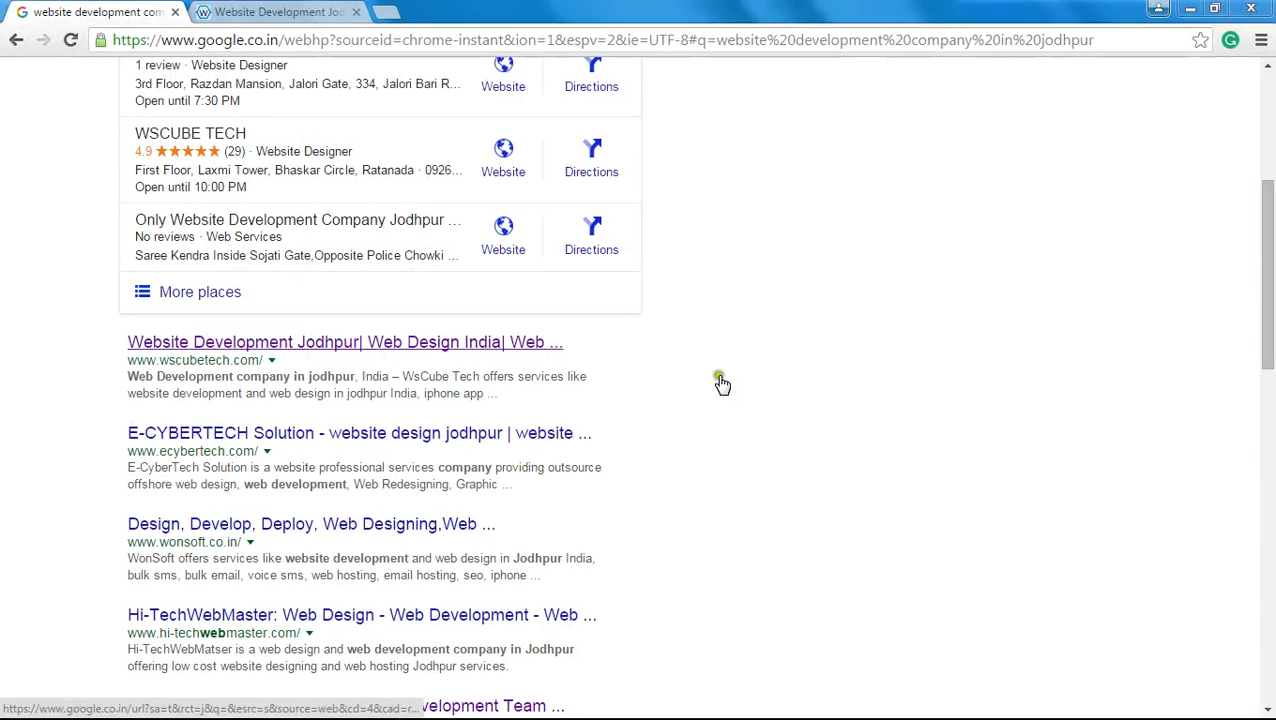 website development com
Website Development Jod
https://www.google.co.in/webhp?sourceid=chrome-instant&ion=1&espv=2&ie=UTF-8#q=website%20development%20company%20in%20jodhpur
1 review · Website Designer
3rd Floor, Razdan Mansion, Jalori Gate, 334, Jalori Bari R...
Open until 7:30 PM
Website
Directions
WSCUBE TECH
4.9 ★★★★★ (29) · Website Designer
First Floor, Laxmi Tower, Bhaskar Circle, Ratanada · 0926...
Open until 10:00 PM
Website
Directions
Only Website Development Company Jodhpur ...
No reviews · Web Services
Saree Kendra Inside Sojati Gate,Opposite Police Chowki ...
Website
Directions
More places
Website Development Jodhpur| Web Design India| Web ...
www.wscubetech.com/
Web Development company in jodhpur, India – WsCube Tech offers services like
website development and web design in jodhpur India, iphone app ...
E-CYBERTECH Solution - website design jodhpur | website ...
www.ecybertech.com/
E-CyberTech Solution is a website professional services company providing outsource
offshore web design, web development, Web Redesigning, Graphic ...
Design, Develop, Deploy, Web Designing,Web ...
www.wonsoft.co.in/
WonSoft offers services like website development and web design in Jodhpur India,
bulk sms, bulk email, voice sms, web hosting, email hosting, seo, iphone ...
Hi-TechWebMaster: Web Design - Web Development - Web ...
www.hi-techwebmaster.com/
Hi-TechWebMatser is a web design and web development company in Jodhpur
offering low cost website designing and web hosting Jodhpur services.
velopment Team ...
https://www.google.co.in/url?sa=t&rct=j&q=&esrc=s&source=web&cd=4&cad=r...